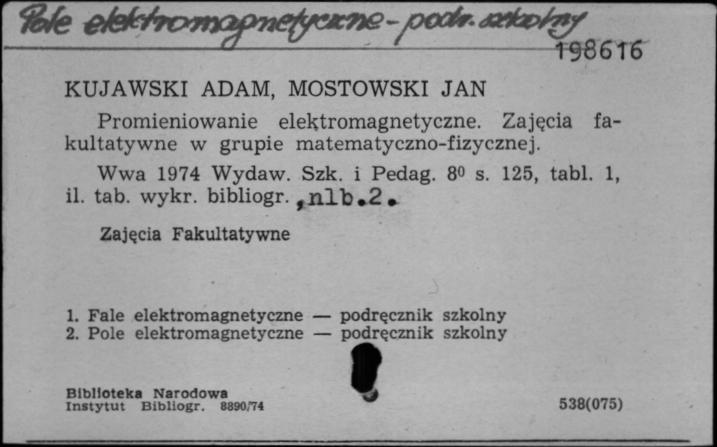 Pole elektromagnetyczne - podr. szkolny
198616
KUJAWSKI ADAM, MOSTOWSKI JAN
Promieniowanie elektromagnetyczne. Zajęcia fa-
kultatywne w grupie matematyczno-fizycznej.
Wwa 1974 Wydaw. Szk. i Pedag. 8⁰ s. 125, tabl. 1,
il. tab. wykr. bibliogr. ,nlb.2.
Zajęcia Fakultatywne
1. Fale elektromagnetyczne — podręcznik szkolny
2. Pole elektromagnetyczne — podręcznik szkolny
Biblioteka Narodowa
Instytut Bibliogr. 8890/74
538(075)